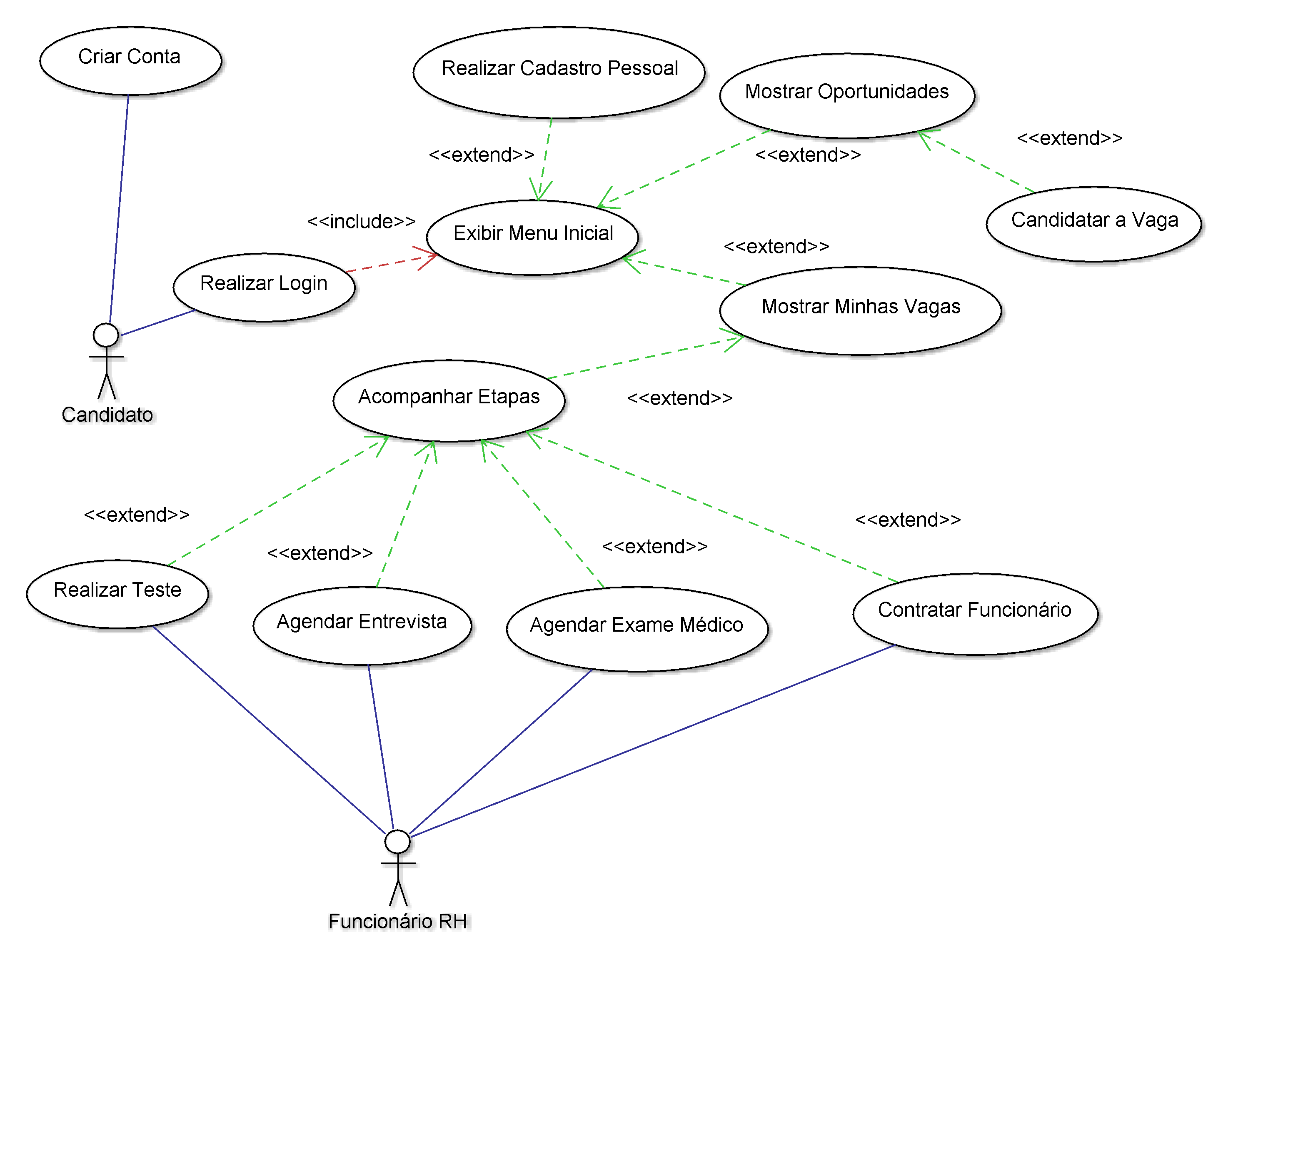 Criar Conta
Realizar Cadastro Pessoal
Mostrar Oportunidades
<<extend>>
<<extend>>
<<extend>>
<<include>>
Candidatar a Vaga
Exibir Menu Inicial
<<extend>>
Realizar Login
Mostrar Minhas Vagas
Acompanhar Etapas
<<extend>>
Candidato
<<extend>>
<<extend>>
<<extend>>
<<extend>>
Realizar Teste
Agendar Entrevista
Agendar Exame Médico
Contratar Funcionário
Funcionário RH